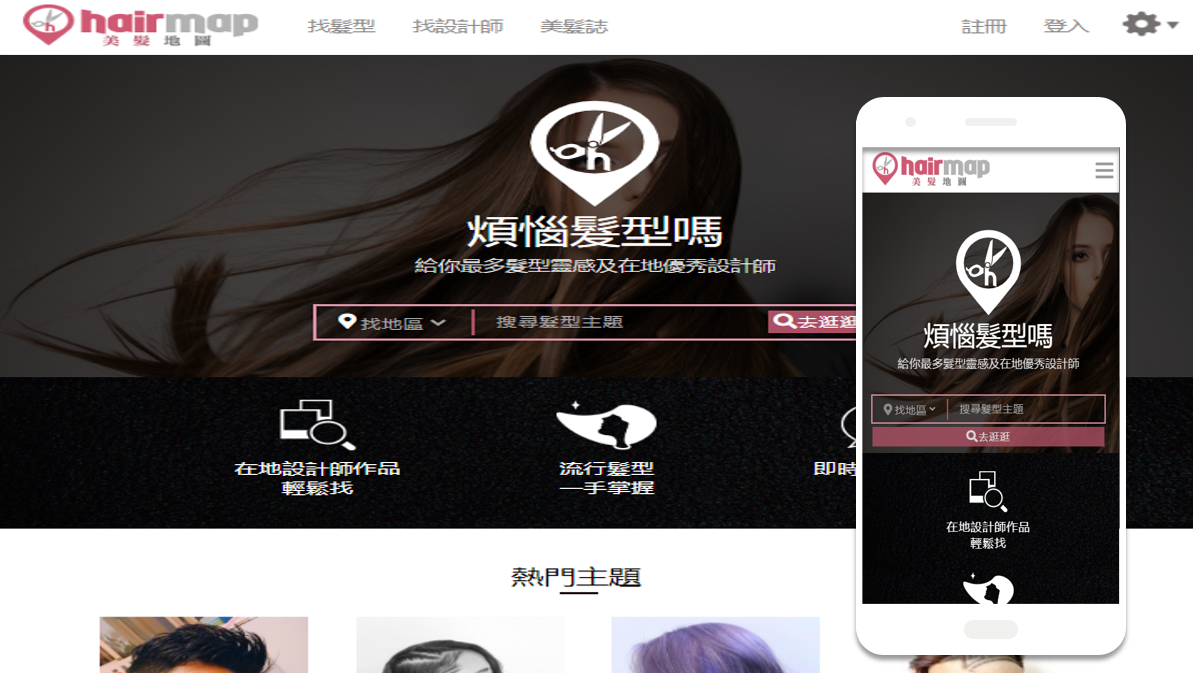 hairmap
美髮地圖
找髮型 找設計師 美髮誌
註冊 登入
煩惱髮型嗎
給你最多髮型靈感及在地優秀設計師
找地區 搜尋髮型主題 去逛逛
在地設計師作品
輕鬆找
流行髮型
一手掌握
即時
熱門主題
hairmap
美髮地圖
煩惱髮型嗎
給你最多髮型靈感及在地優秀設計師
找地區 搜尋髮型主題
去逛逛
在地設計師作品
輕鬆找